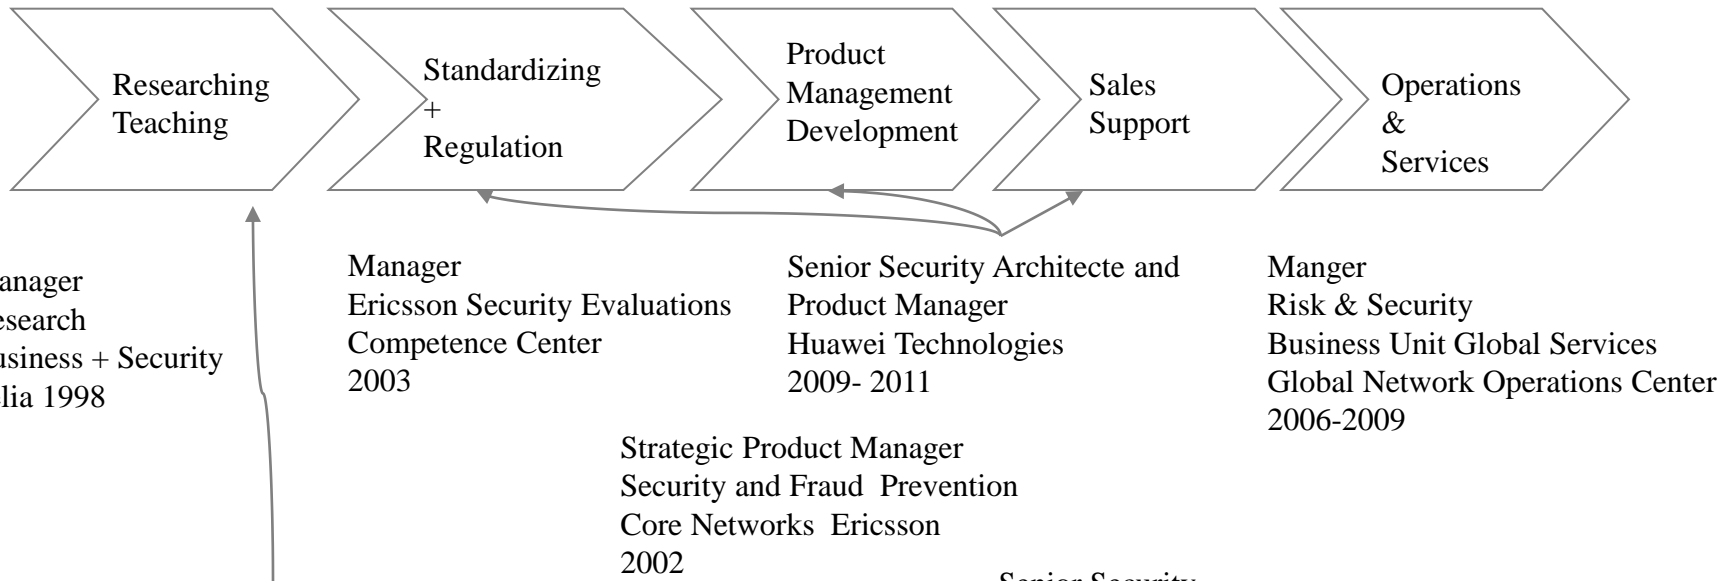 Researching
Teaching
Standardizing
+
Regulation
Product
Management
Development
Sales
Support
Operations
&
Services
anager
esearch
usiness + Security
lia 1998
Manager
Ericsson Security Evaluations
Competence Center
2003
Senior Security Architecte and
Product Manager
Huawei Technologies
2009- 2011
Manger
Risk & Security
Business Unit Global Services
Global Network Operations Center
2006-2009
Strategic Product Manager
Security and Fraud  Prevention
Core Networks  Ericsson
2002
Senior Security